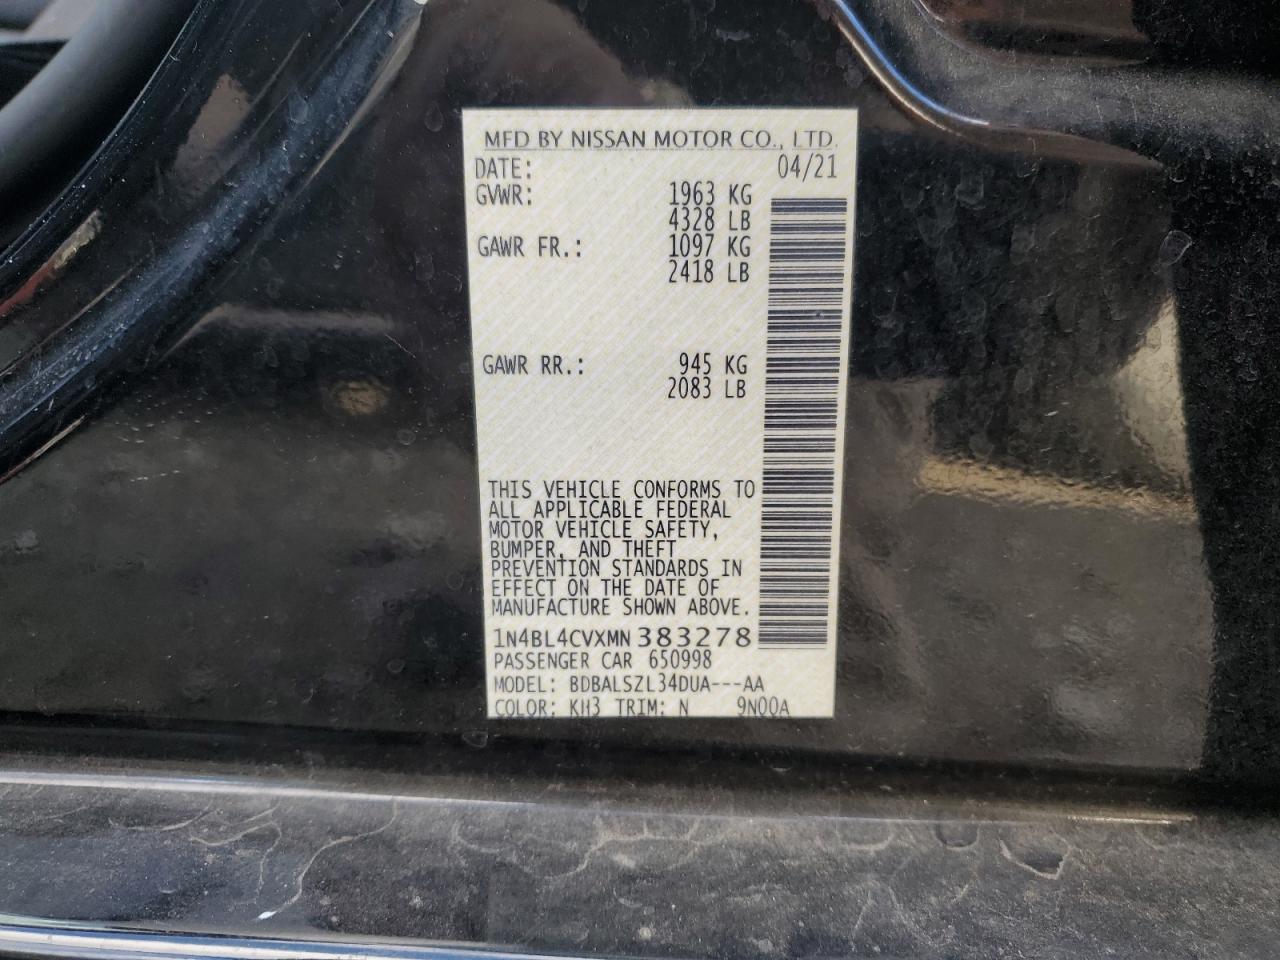 MFD BY NISSAN MOTOR CO., LTD.
DATE: 04/21
GVWR: 1963 KG
4328 LB
GAWR FR.: 1097 KG
2418 LB
GAWR RR.: 945 KG
2083 LB
THIS VEHICLE CONFORMS TO
ALL APPLICABLE FEDERAL
MOTOR VEHICLE SAFETY,
BUMPER, AND THEFT
PREVENTION STANDARDS IN
EFFECT ON THE DATE OF
MANUFACTURE SHOWN ABOVE.
1N4BL4CVXMN383278
PASSENGER CAR 650998
MODEL: BDBALSZL34DUA---AA
COLOR: KH3 TRIM: N 9N00A